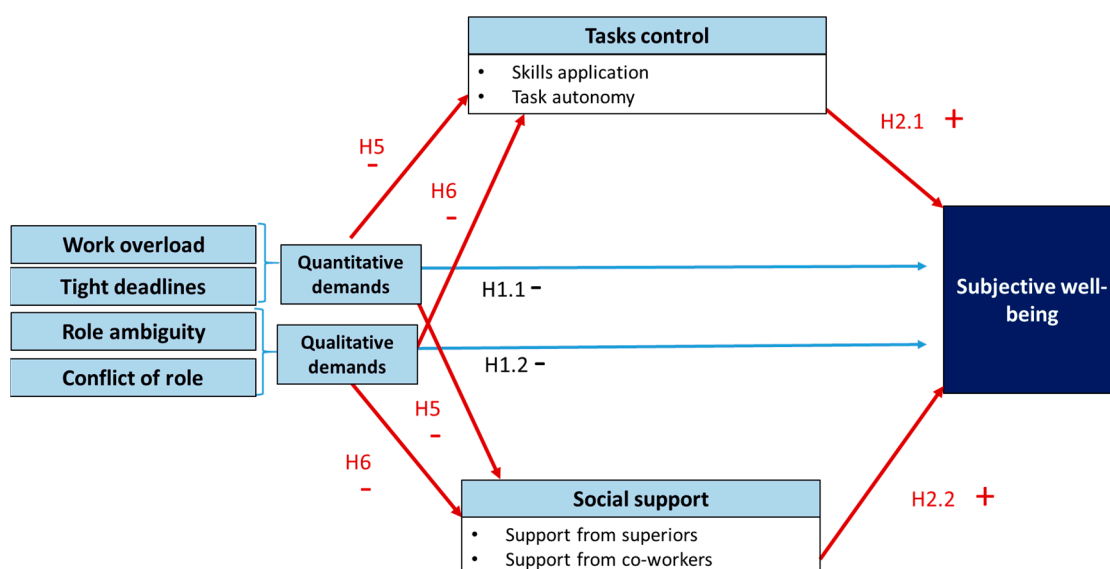 Tasks control
• Skills application
• Task autonomy
H2.1 +
H5
-
H6
-
Work overload
Tight deadlines
Role ambiguity
Conflict of role
Quantitative
demands
Qualitative
demands
H1.1 -
H1.2 -
Subjective well-
being
H5
-
H6
-
Social support
• Support from superiors
• Support from co-workers
H2.2 +